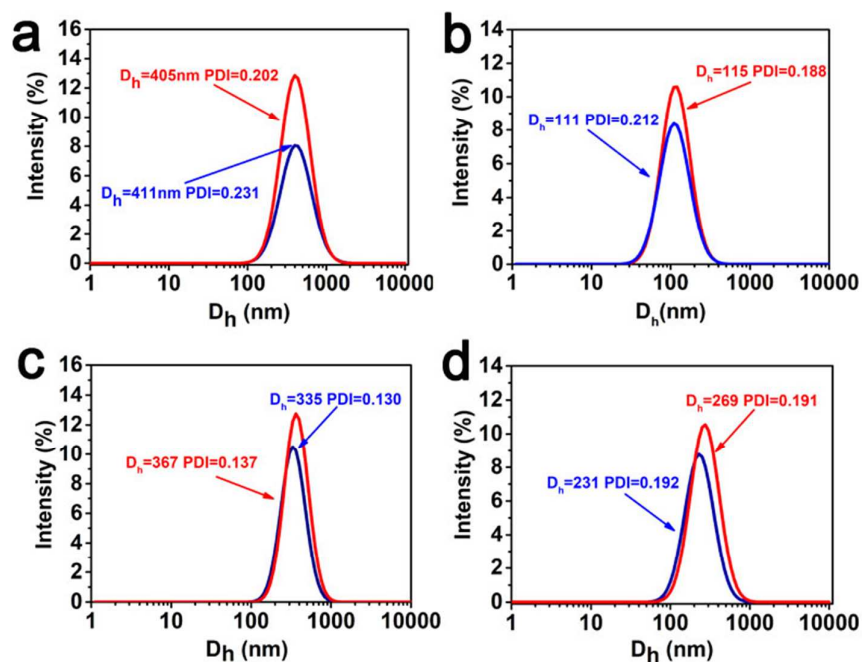 a
Intensity (%)
16
14
12
10
8
6
4
2
0
Dh=405nm PDI=0.202
Dh=411nm PDI=0.231
1 10 100 1000 10000
Dh (nm)
b
Intensity (%)
14
12
10
8
6
4
2
0
Dh=115 PDI=0.188
Dh=111 PDI=0.212
1 10 100 1000 10000
Dh(nm)
c
Intensity (%)
16
14
12
10
8
6
4
2
0
Dh=335 PDI=0.130
Dh=367 PDI=0.137
1 10 100 1000 10000
Dh (nm)
d
Intensity (%)
14
12
10
8
6
4
2
0
Dh=269 PDI=0.191
Dh=231 PDI=0.192
1 10 100 1000 10000
Dh (nm)